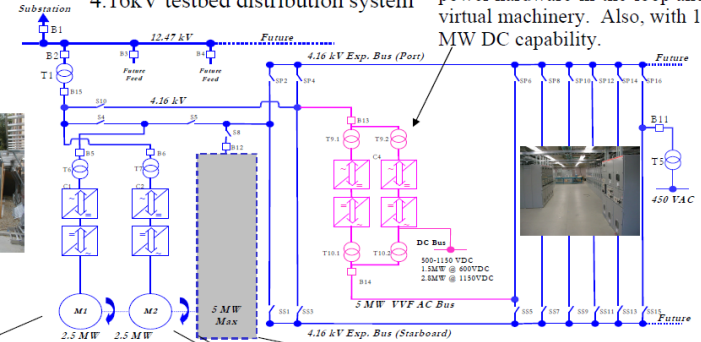 4.16kV testbed distribution system
virtual machinery. Also, with 1
MW DC capability.
Substation
B1
12.47 kV
Future
B2
B3
B4
T1
Future
Feed
Future
Feed
4.16 kV Exp. Bus (Port)
Future
B15
SP2
SP4
SP6
SP8
SP10
SP12
SP14
SP16
S10
4.16 kV
S4
S5
S8
B13
B11
B5
B6
B12
T9.1
T9.2
T6
T7
C4
T5
C1
C2
450 VAC
DC Bus
T10.1
T10.2
500-1150 VDC
1.5MW @ 600VDC
2.8MW @ 1150VDC
B14
M1
M2
5 MW
Max
5 MW VVF AC Bus
SS1
SS3
SS5
SS7
SS9
SS11
SS13
SS15
Future
2.5 MW
2.5 MW
4.16 kV Exp. Bus (Starboard)